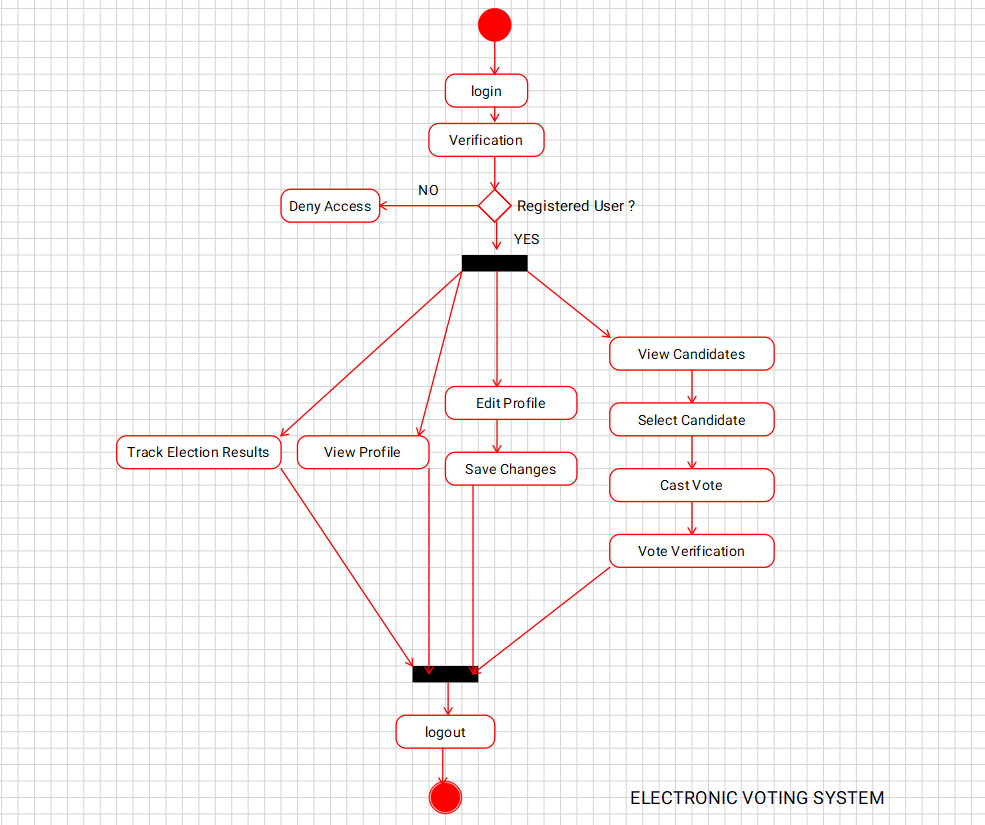 login
Verification
NO
Deny Access
Registered User ?
YES
View Candidates
Edit Profile
Select Candidate
Track Election Results
View Profile
Save Changes
Cast Vote
Vote Verification
logout
ELECTRONIC VOTING SYSTEM